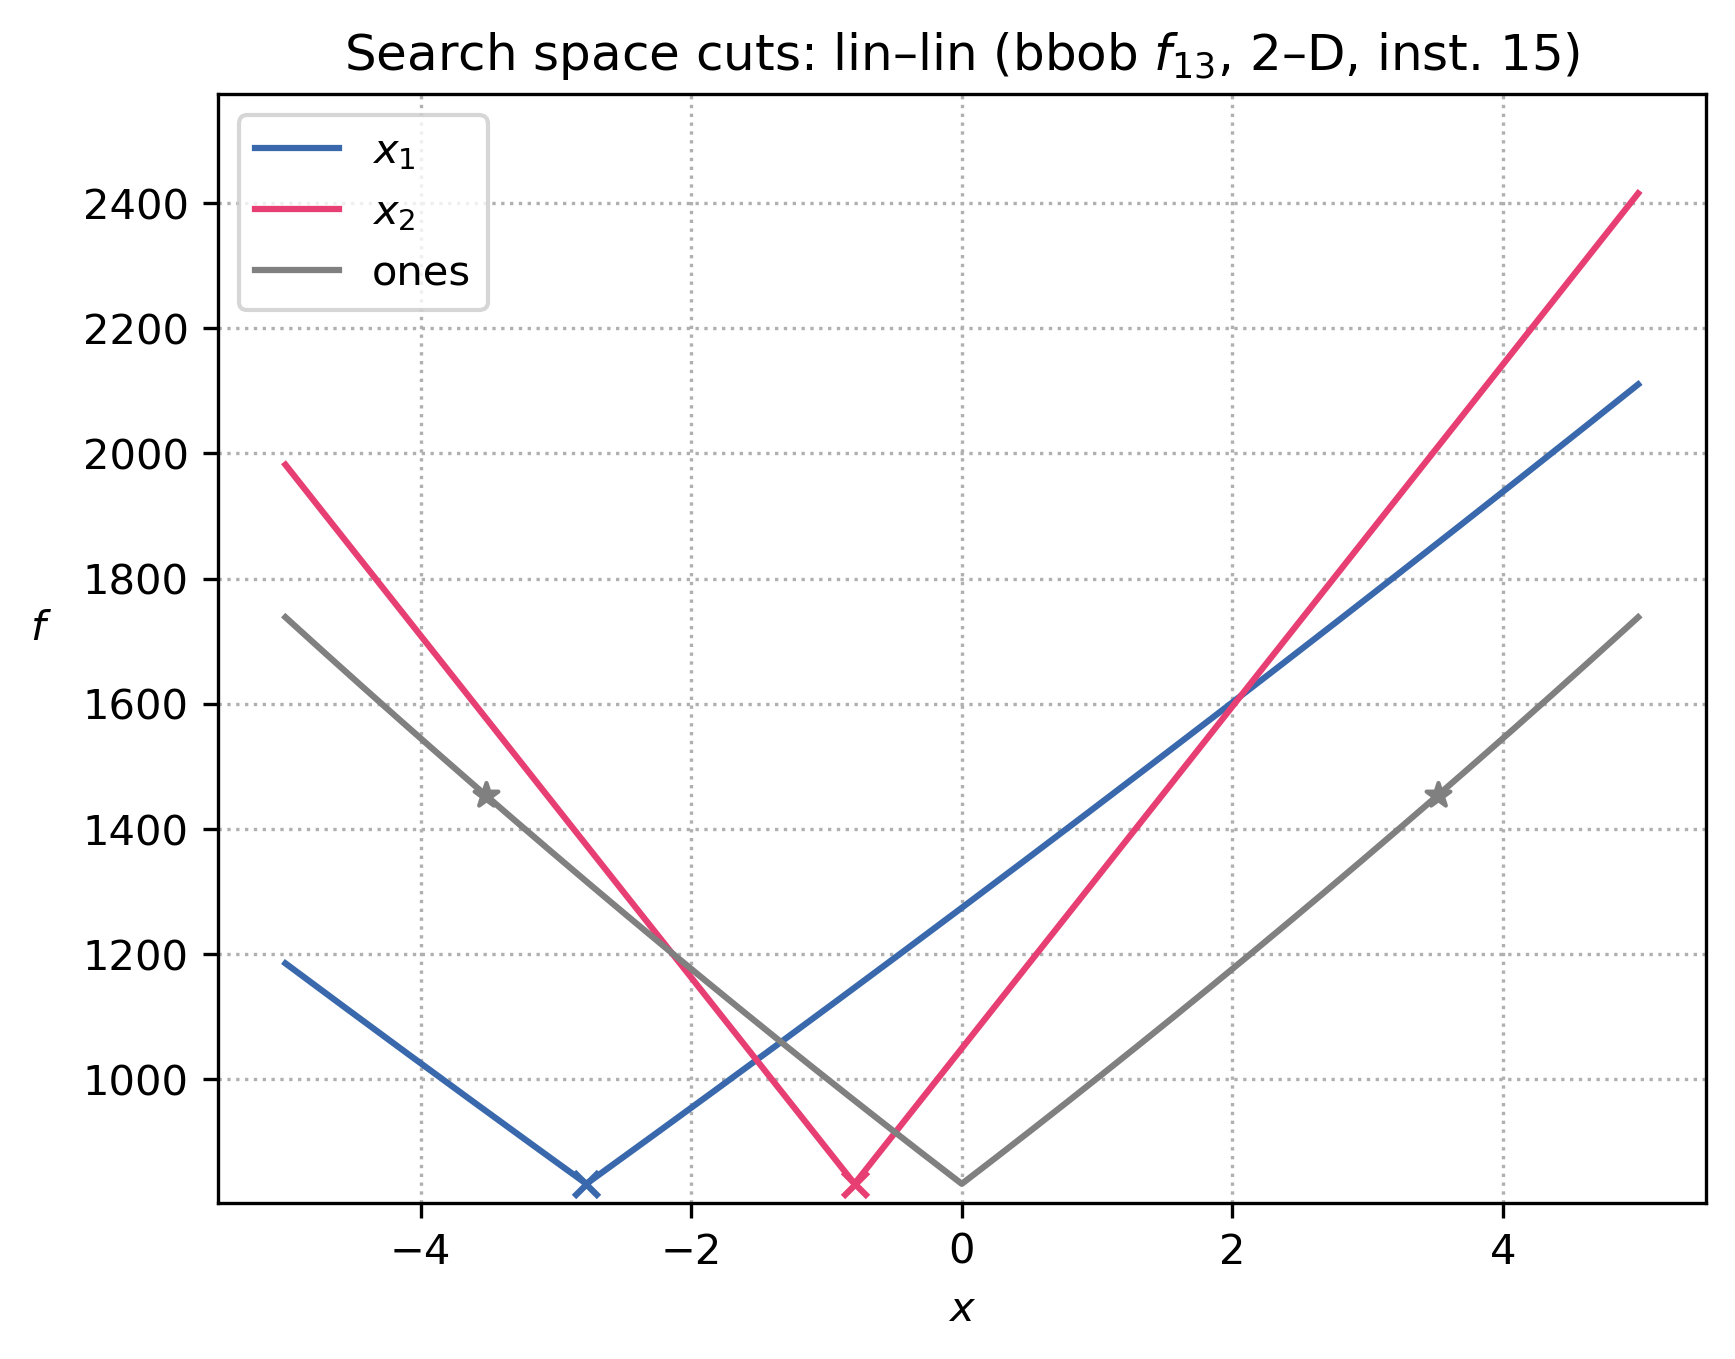 Search space cuts: lin–lin (bbob f13, 2–D, inst. 15)
x1
x2
ones
2400
2200
2000
1800
1600
1400
1200
1000
f
−4 −2 0 2 4
x